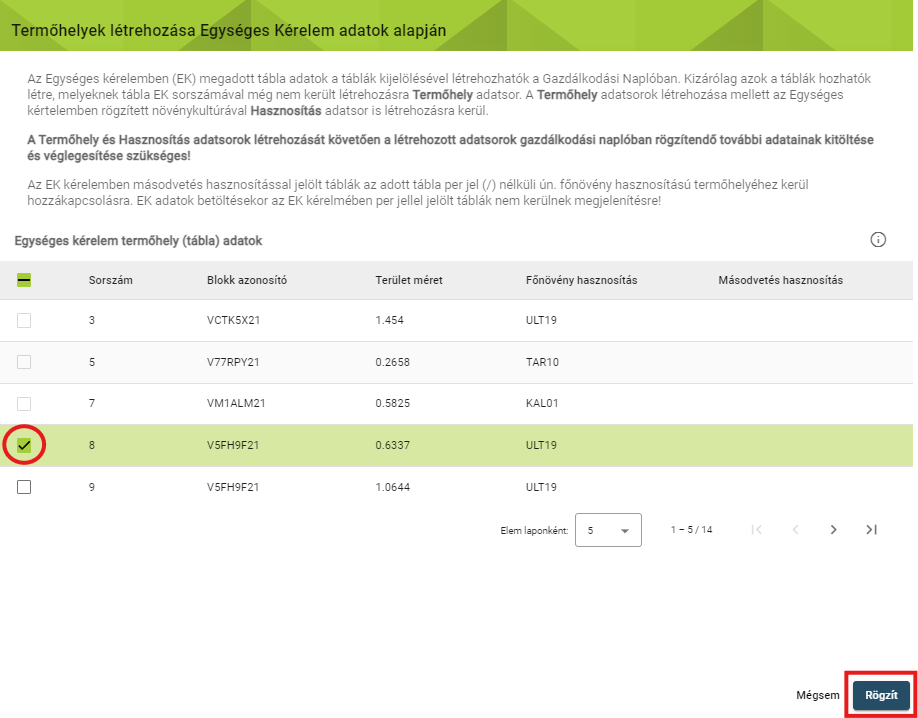 Termőhelyek létrehozása Egységes Kérelem adatok alapján
Az Egységes kérelemben (EK) megadott tábla adatok a táblák kijelölésével létrehozhatók a Gazdálkodási Naplóban. Kizárólag azok a táblák hozhatók
létre, melyeknek tábla EK sorszámával még nem került létrehozásra Termőhely adatsor. A Termőhely adatsorok létrehozása mellett az Egységes
kértelemben rögzített növénykultúrával Hasznosítás adatsor is létrehozásra kerül.
A Termőhely és Hasznosítás adatsorok létrehozását követően a létrehozott adatsorok gazdálkodási naplóban rögzítendő további adatainak kitöltése
és véglegesítése szükséges!
Az EK kérelemben másodvetés hasznosítással jelölt táblák az adott tábla per jel (/) nélküli ún. főnövény hasznosítású termőhelyéhez kerül
hozzákapcsolásra. EK adatok betöltésekor az EK kérelmében per jellel jelölt táblák nem kerülnek megjelenítésre!
Egységes kérelem termőhely (tábla) adatok
Sorszám Blokk azonosító Terület méret Főnövény hasznosítás Másodvetés hasznosítás
3 VCTK5X21 1.454 ULT19
5 V77RPY21 0.2658 TAR10
7 VM1ALM21 0.5825 KAL01
8 V5FH9F21 0.6337 ULT19
9 V5FH9F21 1.0644 ULT19
Elem laponként: 5 1 – 5 / 14
Mégsem Rögzít